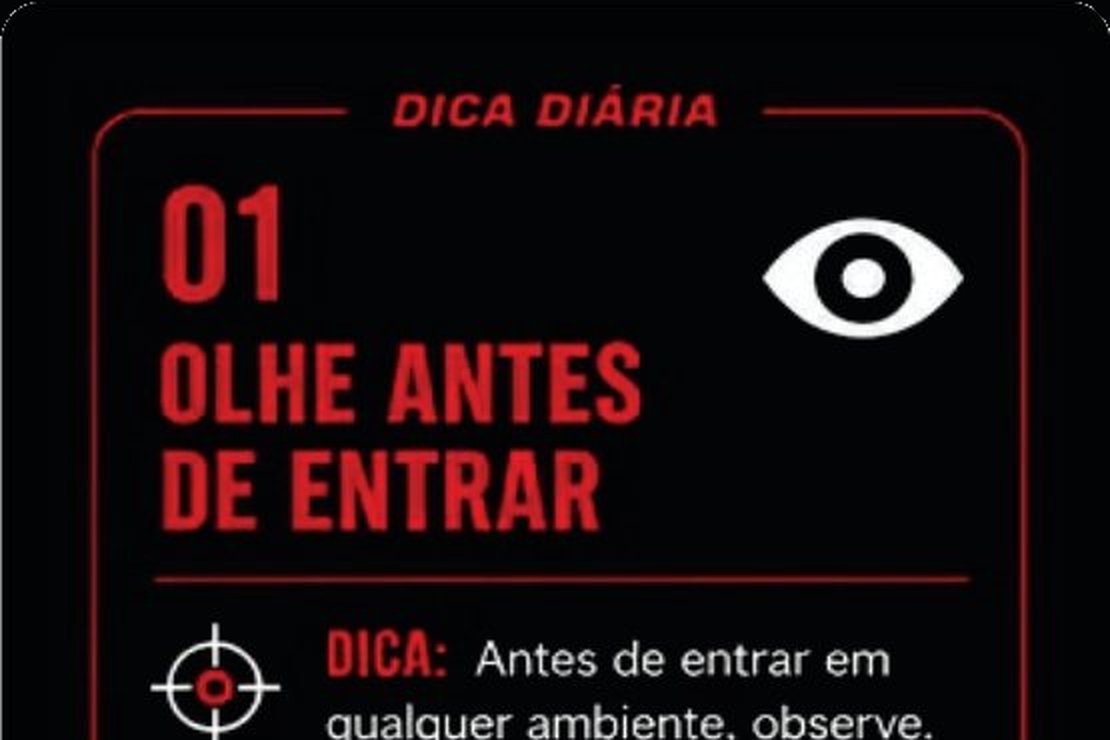 DICA DIÁRIA
01
OLHE ANTES
DE ENTRAR
DICA: Antes de entrar em
qualquer ambiente, observe.